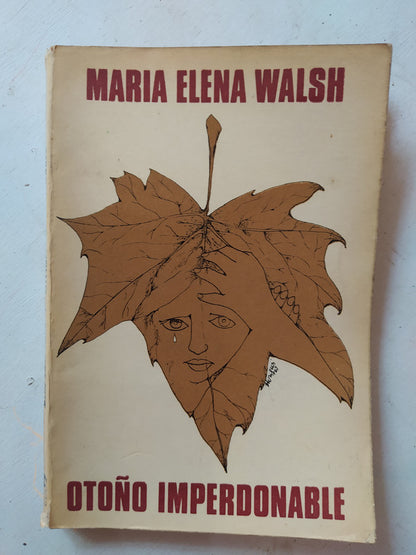 MARIA ELENA WALSH
OTOÑO IMPERDONABLE